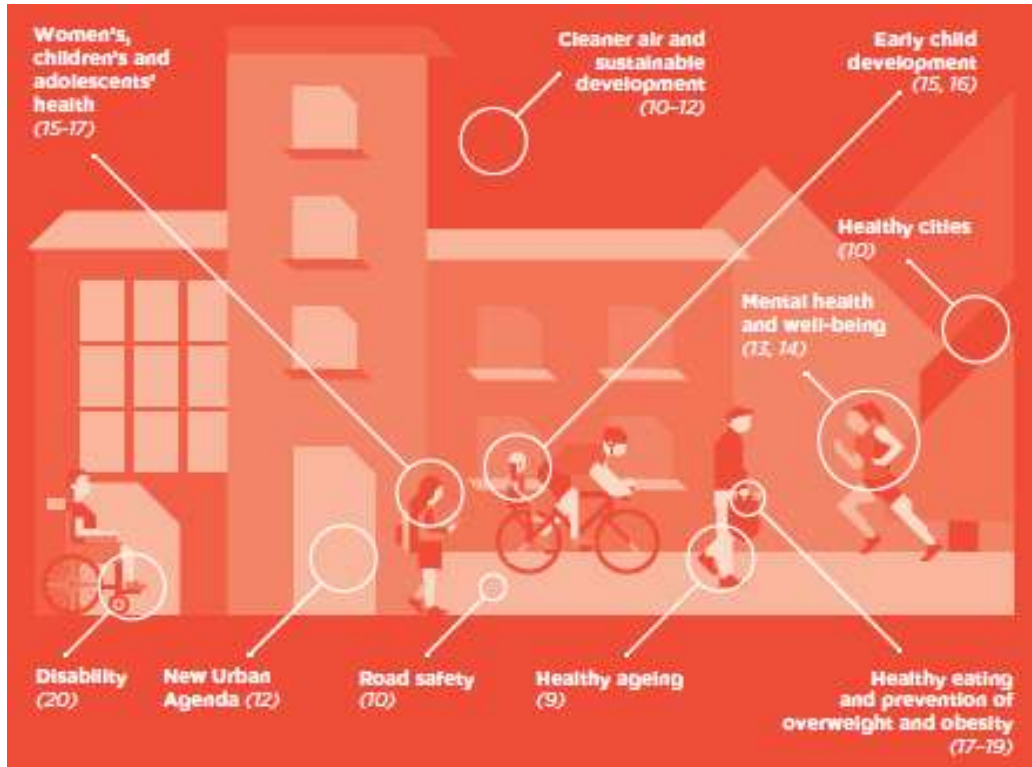 Women's,
children's and
adolescents'
health
(15–17)
Cleaner air and
sustainable
development
(10–12)
Early child
development
(15, 16)
Healthy cities
(10)
Mental health
and well-being
(13, 14)
Disability
(20)
New Urban
Agenda (12)
Road safety
(10)
Healthy ageing
(9)
Healthy eating
and prevention of
overweight and obesity
(17–19)